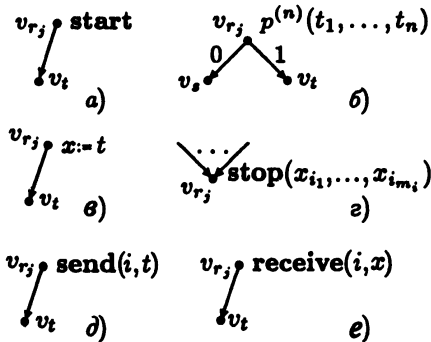 v_{r_j} start
v_t
а)
v_{r_j} p^{(n)}(t_1,...,t_n)
0 1
v_s v_t
б)
v_{r_j} x:=t
v_t
в)
...
v_{r_j} stop(x_{i_1},...,x_{i_{m_i}})
г)
v_{r_j} send(i,t)
v_t
д)
v_{r_j} receive(i,x)
v_t
е)